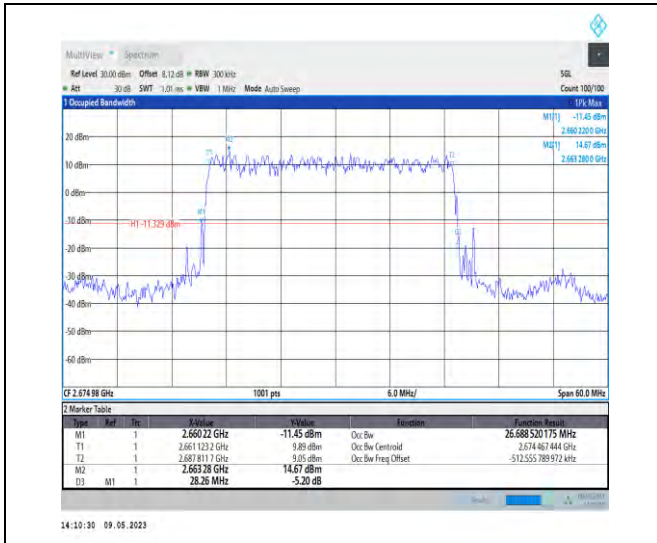 MultiView Spectrum
Ref Level 30.00 dBm Offset 8.12 dB RBW 300 kHz SGL
Att 30 dB SWT 1.01 ms VBW 1 MHz Mode Auto Sweep Count 100/100
1 Occupied Bandwidth 1Pk Max
M1[1] -11.45 dBm
2.660 2200 GHz
M2[1] 14.67 dBm
2.663 2800 GHz
20 dBm
M2
T1
T2
10 dBm
0 dBm
M1
-10 dBm
H1 -11.329 dBm
-20 dBm
-30 dBm
-40 dBm
-50 dBm
-60 dBm
CF 2.674 98 GHz 1001 pts 6.0 MHz/ Span 60.0 MHz
2 Marker Table
Type Ref Trc X-Value Y-Value Function Function Result
M1 1 2.660 22 GHz -11.45 dBm Occ Bw 26.688 520 175 MHz
T1 1 2.661 123 2 GHz 9.89 dBm Occ Bw Centroid 2.674 467 444 GHz
T2 1 2.687 811 7 GHz 9.05 dBm Occ Bw Freq Offset -512.555 789 972 kHz
M2 1 2.663 28 GHz 14.67 dBm
D3 M1 1 28.26 MHz -5.20 dB
14:10:30 09.05.2023